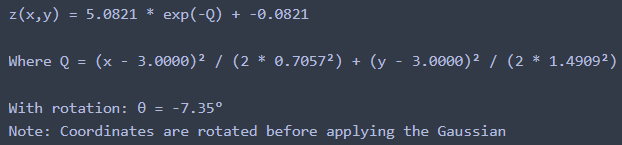 z(x,y) = 5.0821 * exp(-Q) + -0.0821
Where Q = (x - 3.0000)² / (2 * 0.7057²) + (y - 3.0000)² / (2 * 1.4909²)
With rotation: θ = -7.35°
Note: Coordinates are rotated before applying the Gaussian